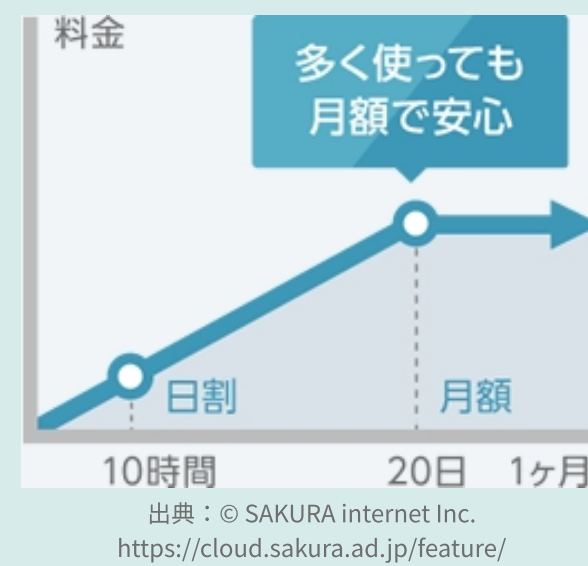 料金
多く使っても
月額で安心
日割
月額
10時間
20日
1ヶ月
出典：© SAKURA internet Inc.
https://cloud.sakura.ad.jp/feature/